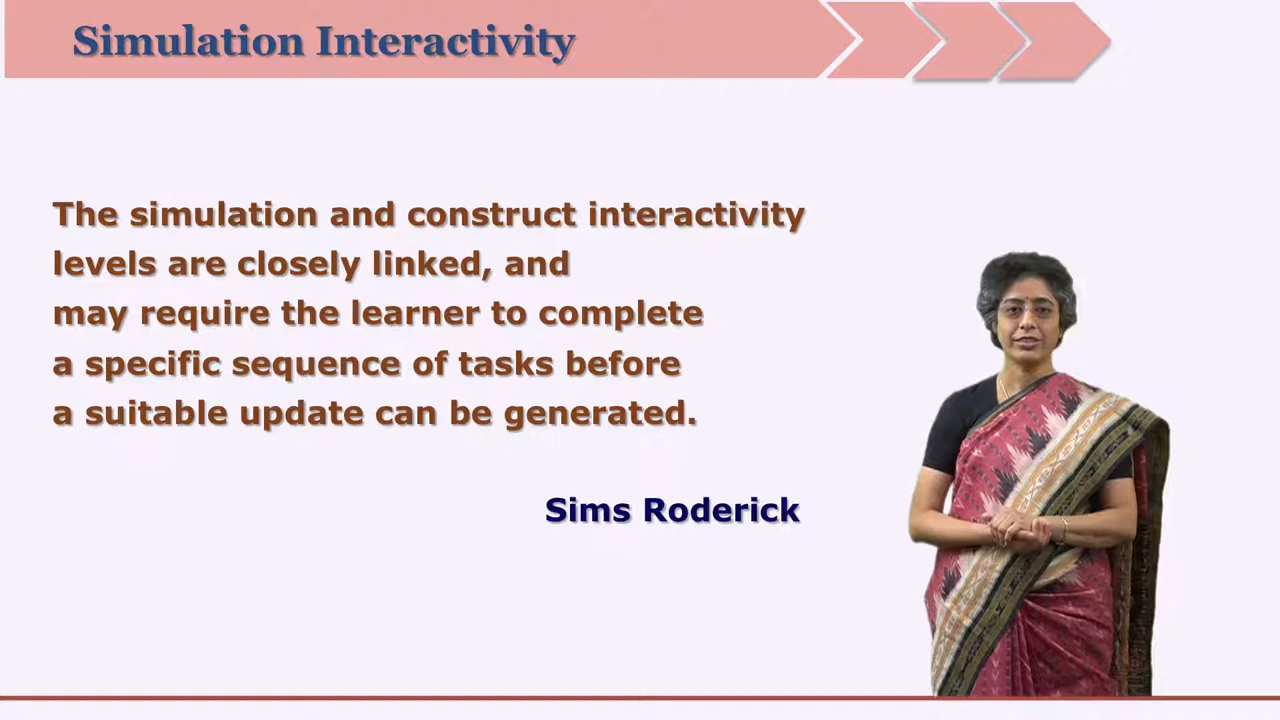 Simulation Interactivity
The simulation and construct interactivity
levels are closely linked, and
may require the learner to complete
a specific sequence of tasks before
a suitable update can be generated.
Sims Roderick